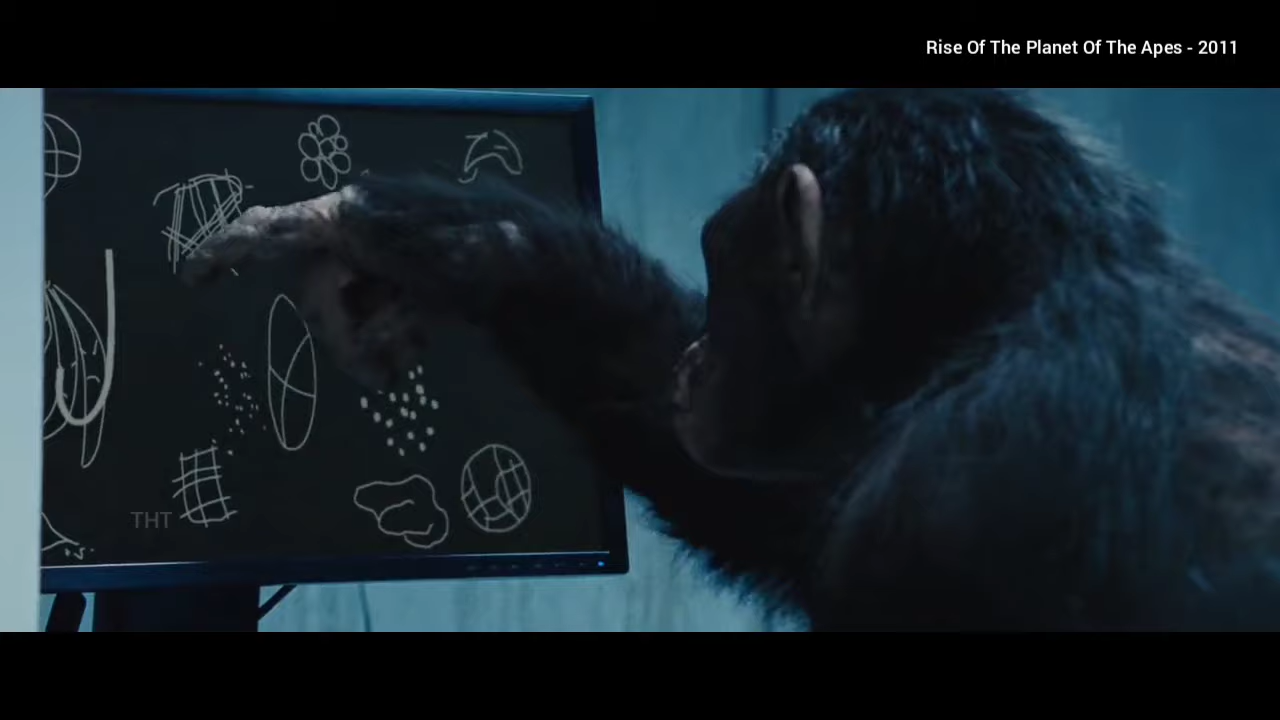 Rise Of The Planet Of The Apes - 2011
THT